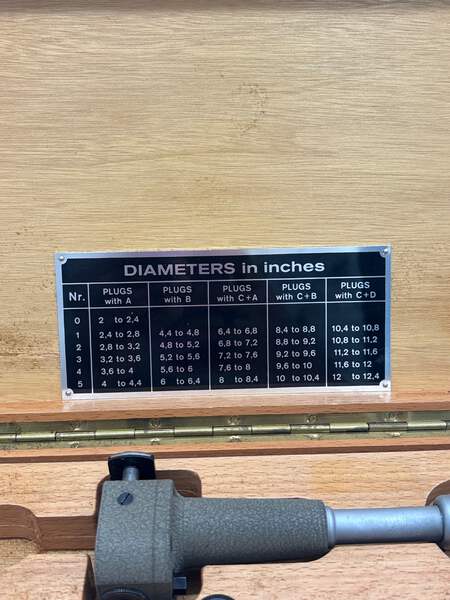 DIAMETERS in inches
Nr. PLUGS with A PLUGS with B PLUGS with C+A PLUGS with C+B PLUGS with C+D
0 2 to 2,4
1 2,4 to 2,8 4,4 to 4,8 6,4 to 6,8 8,4 to 8,8 10,4 to 10,8
2 2,8 to 3,2 4,8 to 5,2 6,8 to 7,2 8,8 to 9,2 10,8 to 11,2
3 3,2 to 3,6 5,2 to 5,6 7,2 to 7,6 9,2 to 9,6 11,2 to 11,6
4 3,6 to 4 5,6 to 6 7,6 to 8 9,6 to 10 11,6 to 12
5 4 to 4,4 6 to 6,4 8 to 8,4 10 to 10,4 12 to 12,4